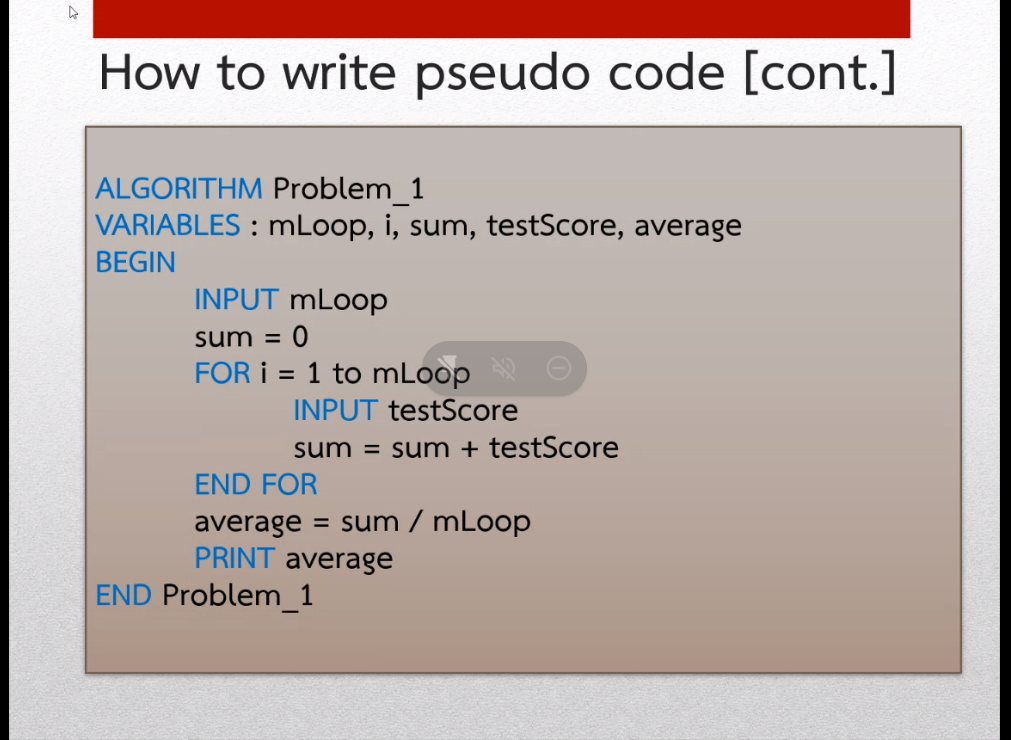 How to write pseudo code [cont.]
ALGORITHM Problem_1
VARIABLES : mLoop, i, sum, testScore, average
BEGIN
INPUT mLoop
sum = 0
FOR i = 1 to mLoop
INPUT testScore
sum = sum + testScore
END FOR
average = sum / mLoop
PRINT average
END Problem_1